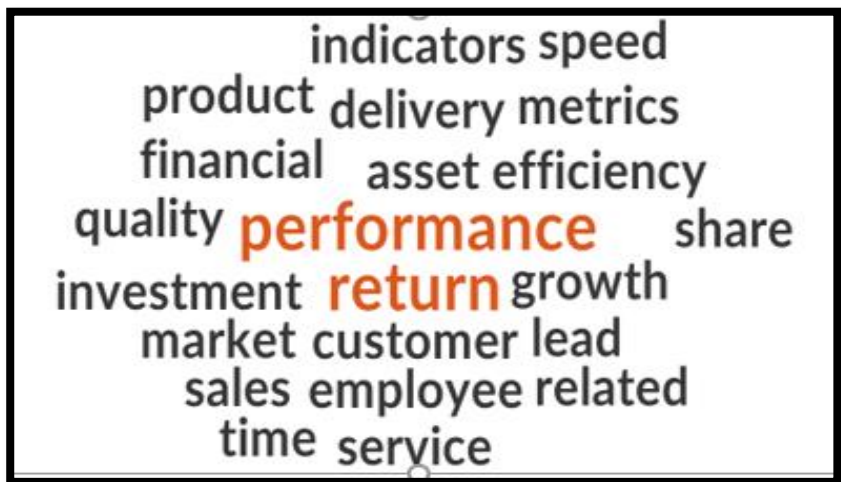 indicators speed
product delivery metrics
financial asset efficiency
quality performance share
investment return growth
market customer lead
sales employee related
time service